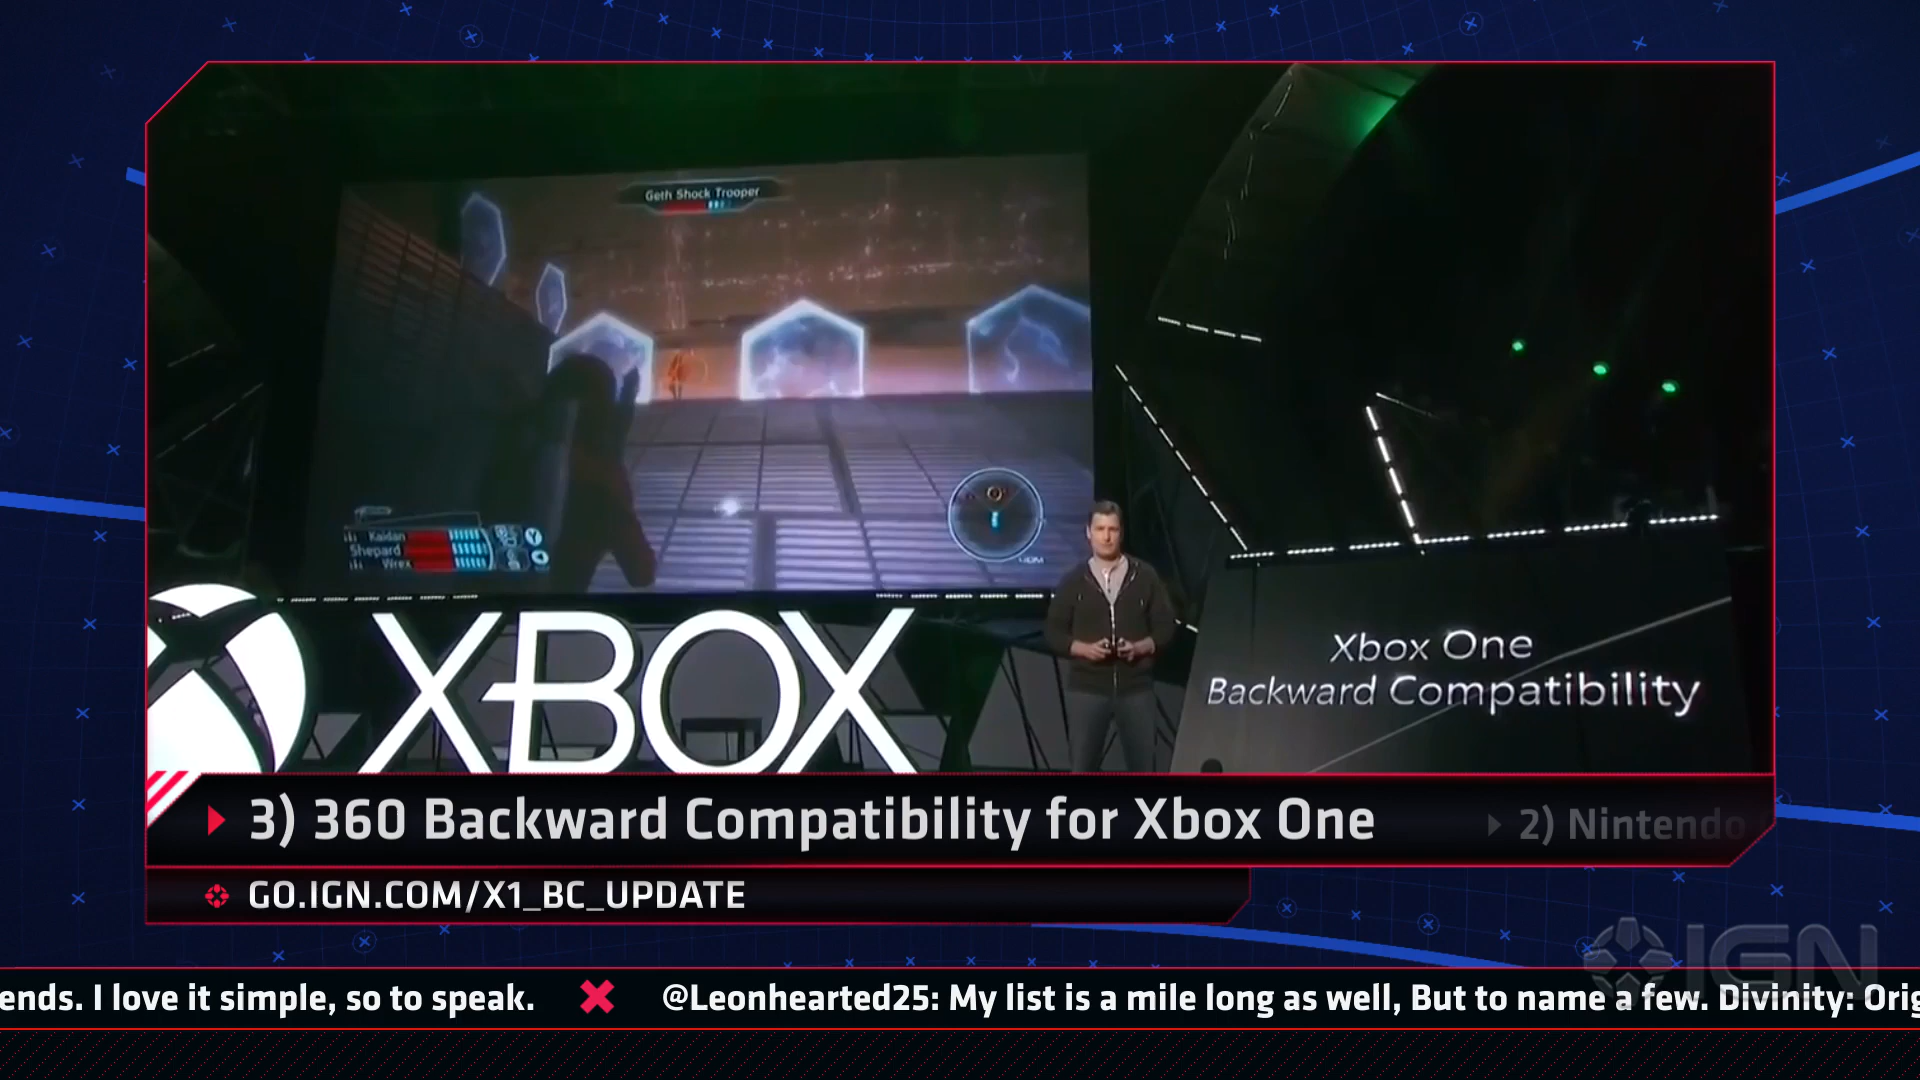 Geth Shock Trooper
Kaidan
Shepard
Wrex
Y
XBOX
Xbox One
Backward Compatibility
3) 360 Backward Compatibility for Xbox One
2) Nintendo
GO.IGN.COM/X1_BC_UPDATE
IGN
ends. I love it simple, so to speak.
@Leonhearted25: My list is a mile long as well, But to name a few. Divinity: Orig